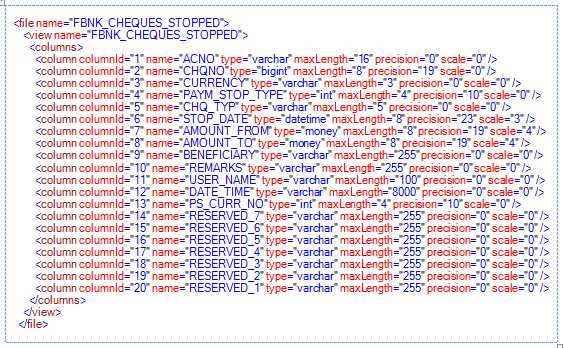 <file name="FBNK_CHEQUES_STOPPED">
<view name="FBNK_CHEQUES_STOPPED">
<columns>
<column columnId="1" name="ACNO" type="varchar" maxLength="16" precision="0" scale="0" />
<column columnId="2" name="CHQNO" type="bigint" maxLength="8" precision="19" scale="0" />
<column columnId="3" name="CURRENCY" type="varchar" maxLength="3" precision="0" scale="0" />
<column columnId="4" name="PAYM_STOP_TYPE" type="int" maxLength="4" precision="10" scale="0" />
<column columnId="5" name="CHQ_TYP" type="varchar" maxLength="5" precision="0" scale="0" />
<column columnId="6" name="STOP_DATE" type="datetime" maxLength="8" precision="23" scale="3" />
<column columnId="7" name="AMOUNT_FROM" type="money" maxLength="8" precision="19" scale="4" />
<column columnId="8" name="AMOUNT_TO" type="money" maxLength="8" precision="19" scale="4" />
<column columnId="9" name="BENEFICIARY" type="varchar" maxLength="255" precision="0" scale="0" />
<column columnId="10" name="REMARKS" type="varchar" maxLength="255" precision="0" scale="0" />
<column columnId="11" name="USER_NAME" type="varchar" maxLength="100" precision="0" scale="0" />
<column columnId="12" name="DATE_TIME" type="varchar" maxLength="8000" precision="0" scale="0" />
<column columnId="13" name="PS_CURR_NO" type="int" maxLength="4" precision="10" scale="0" />
<column columnId="14" name="RESERVED_7" type="varchar" maxLength="255" precision="0" scale="0" />
<column columnId="15" name="RESERVED_6" type="varchar" maxLength="255" precision="0" scale="0" />
<column columnId="16" name="RESERVED_5" type="varchar" maxLength="255" precision="0" scale="0" />
<column columnId="17" name="RESERVED_4" type="varchar" maxLength="255" precision="0" scale="0" />
<column columnId="18" name="RESERVED_3" type="varchar" maxLength="255" precision="0" scale="0" />
<column columnId="19" name="RESERVED_2" type="varchar" maxLength="255" precision="0" scale="0" />
<column columnId="20" name="RESERVED_1" type="varchar" maxLength="255" precision="0" scale="0" />
</columns>
</view>
</file>